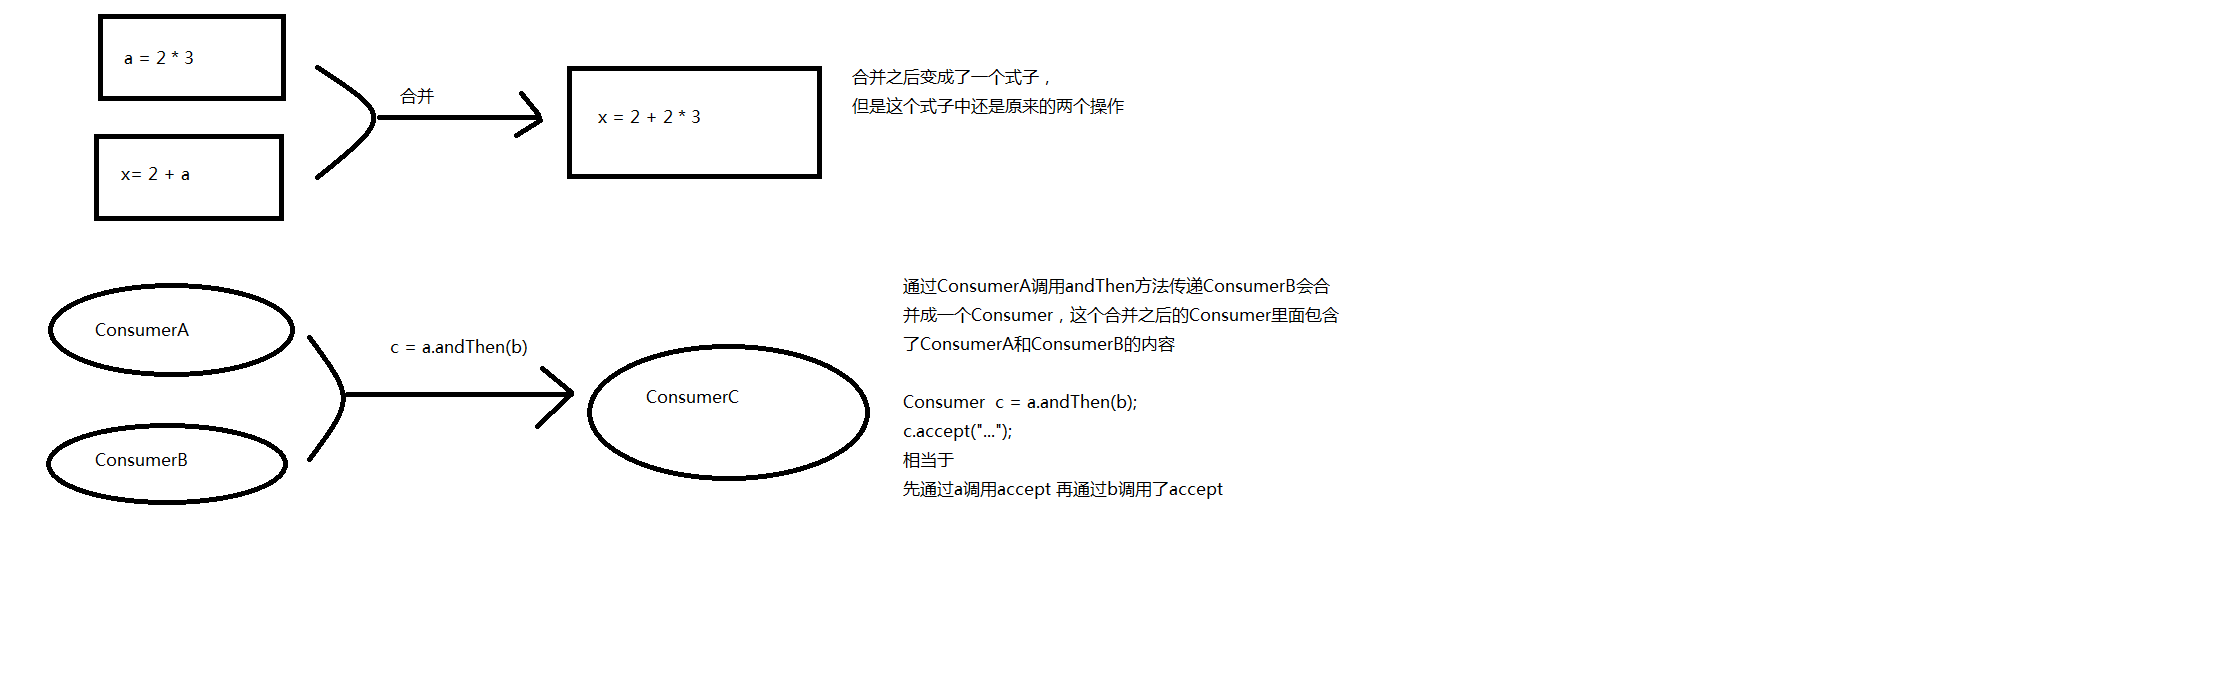 a = 2 * 3
合并
x = 2 + 2 * 3
合并之后变成了一个式子，
但是这个式子中还是原来的两个操作
x= 2 + a
ConsumerA
ConsumerB
c = a.andThen(b)
ConsumerC
通过ConsumerA调用andThen方法传递ConsumerB会合
并成一个Consumer，这个合并之后的Consumer里面包含
了ConsumerA和ConsumerB的内容
Consumer  c = a.andThen(b);
c.accept("...");
相当于
先通过a调用accept 再通过b调用了accept